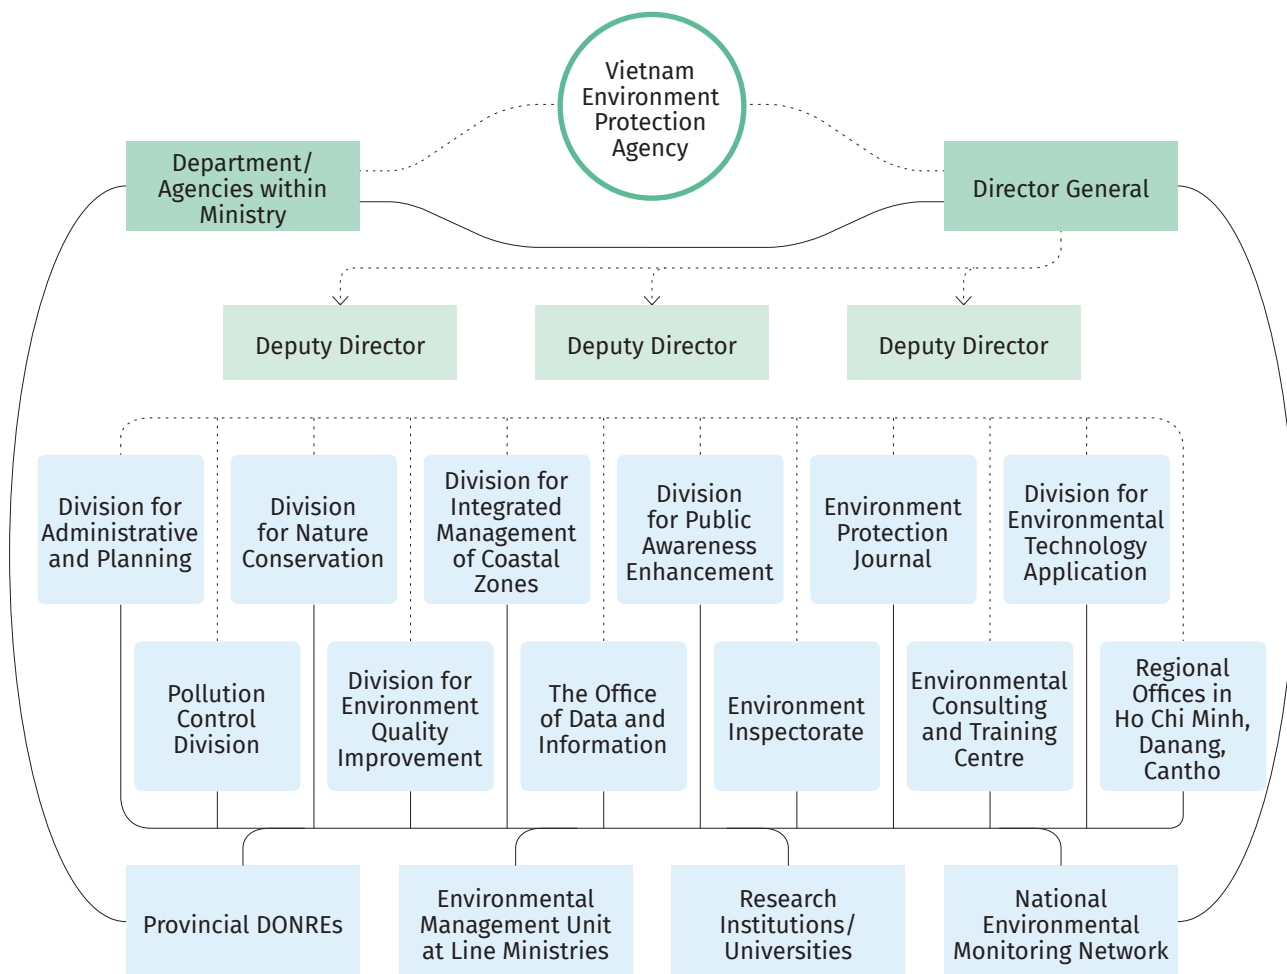 Vietnam
Environment
Protection
Agency
Department/
Agencies within
Ministry
Director General
Deputy Director
Deputy Director
Deputy Director
Division for
Administrative
and Planning
Division
for Nature
Conservation
Division for
Integrated
Management
of Coastal
Zones
Division
for Public
Awareness
Enhancement
Environment
Protection
Journal
Division for
Environmental
Technology
Application
Pollution
Control
Division
Division for
Environment
Quality
Improvement
The Office
of Data and
Information
Environment
Inspectorate
Environmental
Consulting
and Training
Centre
Regional
Offices in
Ho Chi Minh,
Danang,
Cantho
Provincial DONREs
Environmental
Management Unit
at Line Ministries
Research
Institutions/
Universities
National
Environmental
Monitoring Network